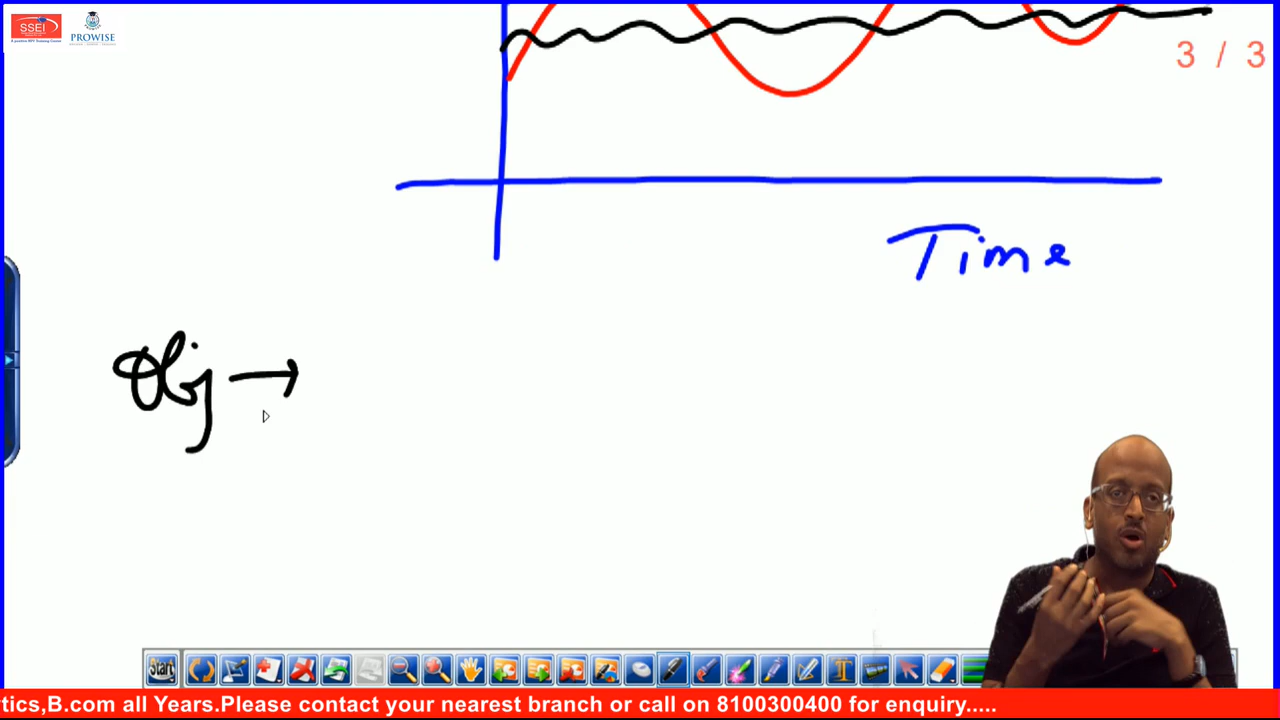 SSEI
PROWISE
3 / 3
Time
Obj →
Start
T
tics,B.com all Years.Please contact your nearest branch or call on 8100300400 for enquiry.....